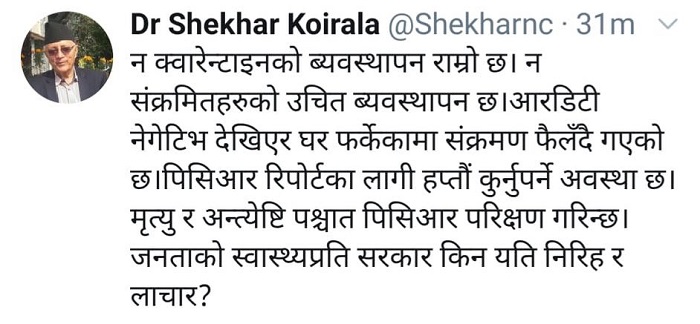 Dr Shekhar Koirala @Shekharnc · 31m
न क्वारेन्टाइनको ब्यवस्थापन राम्रो छ। न
संक्रमितहरुको उचित ब्यवस्थापन छ।आरडिटी
नेगेटिभ देखिएर घर फर्केकामा संक्रमण फैलँदै गएको
छ।पिसिआर रिपोर्टका लागी हप्तौं कुर्नुपर्ने अवस्था छ।
मृत्यु र अन्त्येष्टि पश्चात पिसिआर परिक्षण गरिन्छ।
जनताको स्वास्थ्यप्रति सरकार किन यति निरिह र
लाचार?